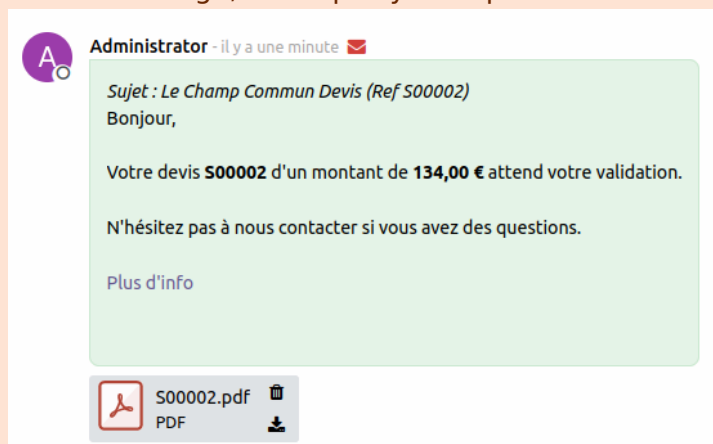 A
Administrator - il y a une minute
Sujet : Le Champ Commun Devis (Ref S00002)
Bonjour,
Votre devis S00002 d'un montant de 134,00 € attend votre validation.
N'hésitez pas à nous contacter si vous avez des questions.
Plus d'info
S00002.pdf
PDF